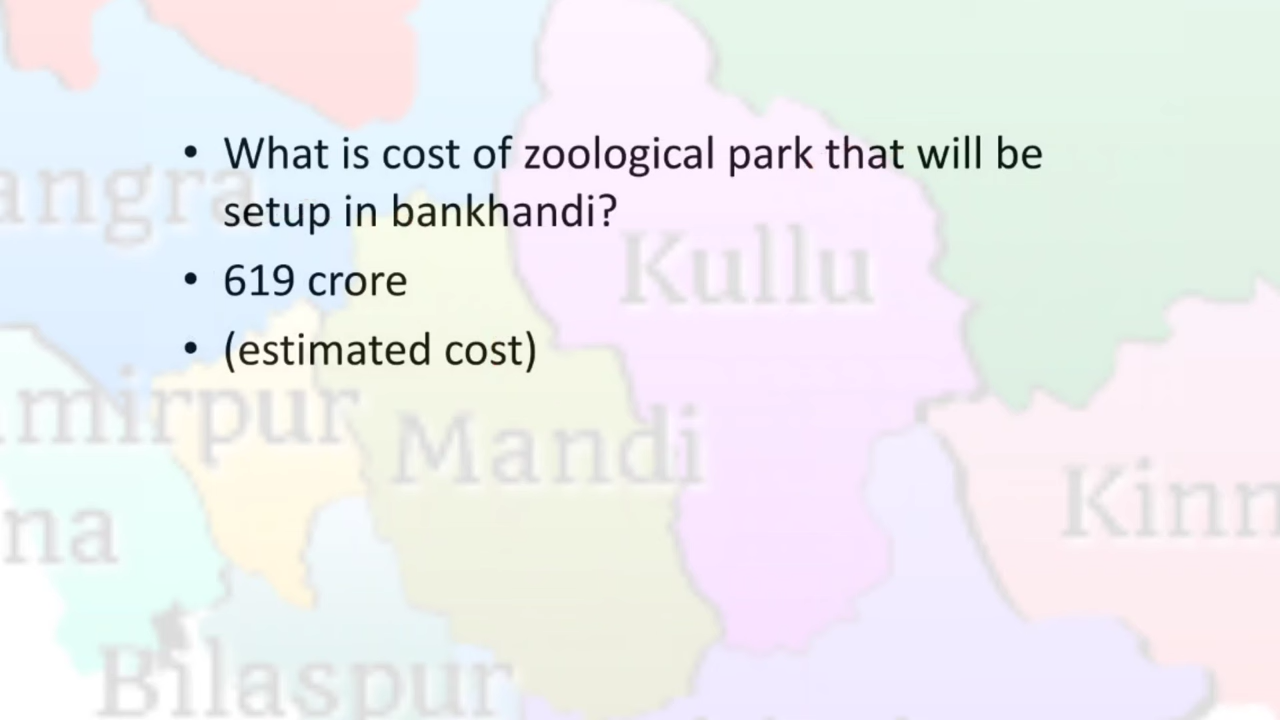 • What is cost of zoological park that will be
setup in bankhandi?
• 619 crore
• (estimated cost)
angra
Kullu
mirpur
Mandi
Kinn
na
Bilaspur